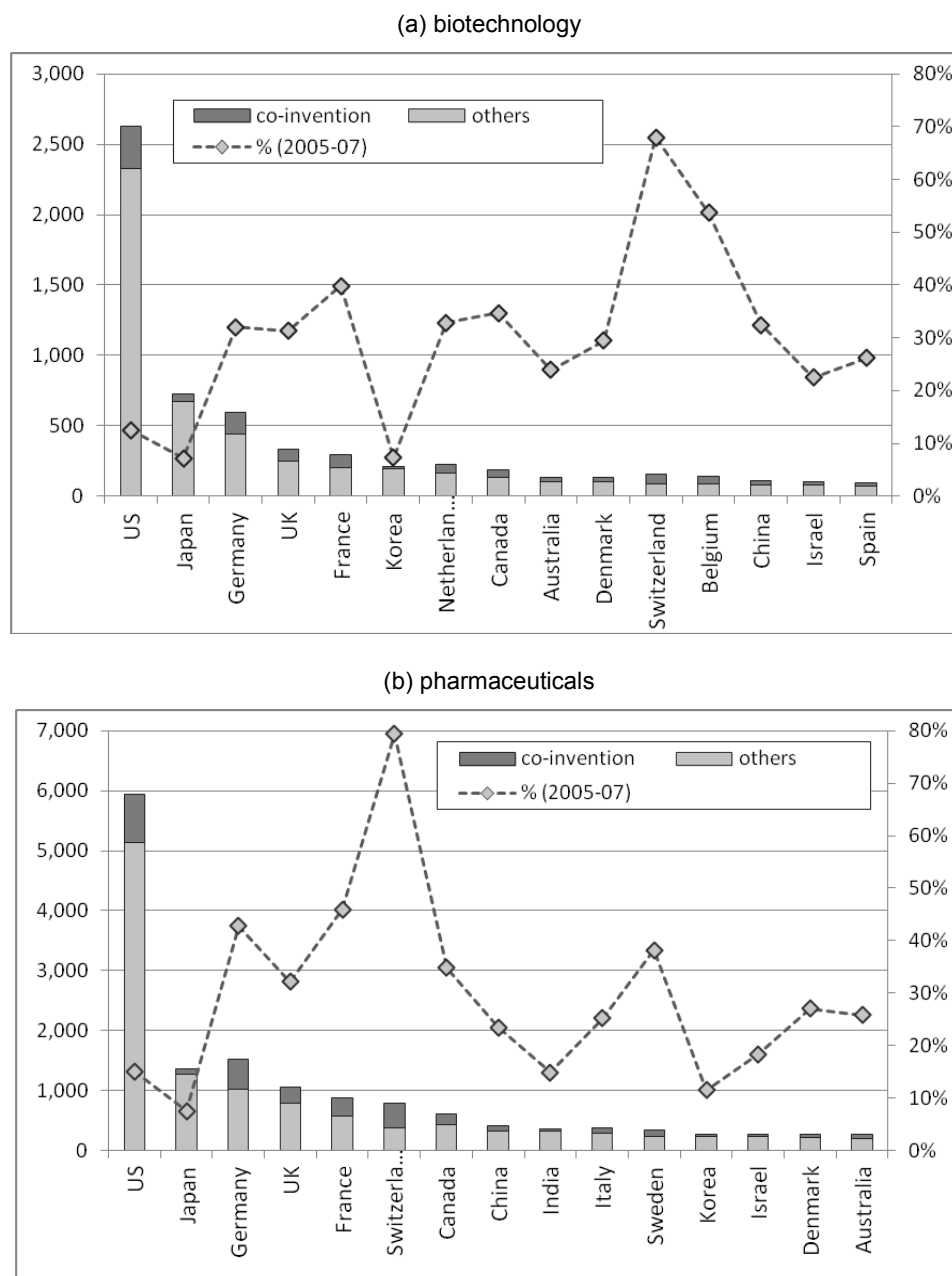 (a) biotechnology
3,000
2,500
2,000
1,500
1,000
500
0
80%
70%
60%
50%
40%
30%
20%
10%
0%
co-invention
others
% (2005-07)
US
Japan
Germany
UK
France
Korea
Netherlan...
Canada
Australia
Denmark
Switzerland
Belgium
China
Israel
Spain
(b) pharmaceuticals
7,000
6,000
5,000
4,000
3,000
2,000
1,000
0
80%
70%
60%
50%
40%
30%
20%
10%
0%
co-invention
others
% (2005-07)
US
Japan
Germany
UK
France
Switzerla...
Canada
China
India
Italy
Sweden
Korea
Israel
Denmark
Australia